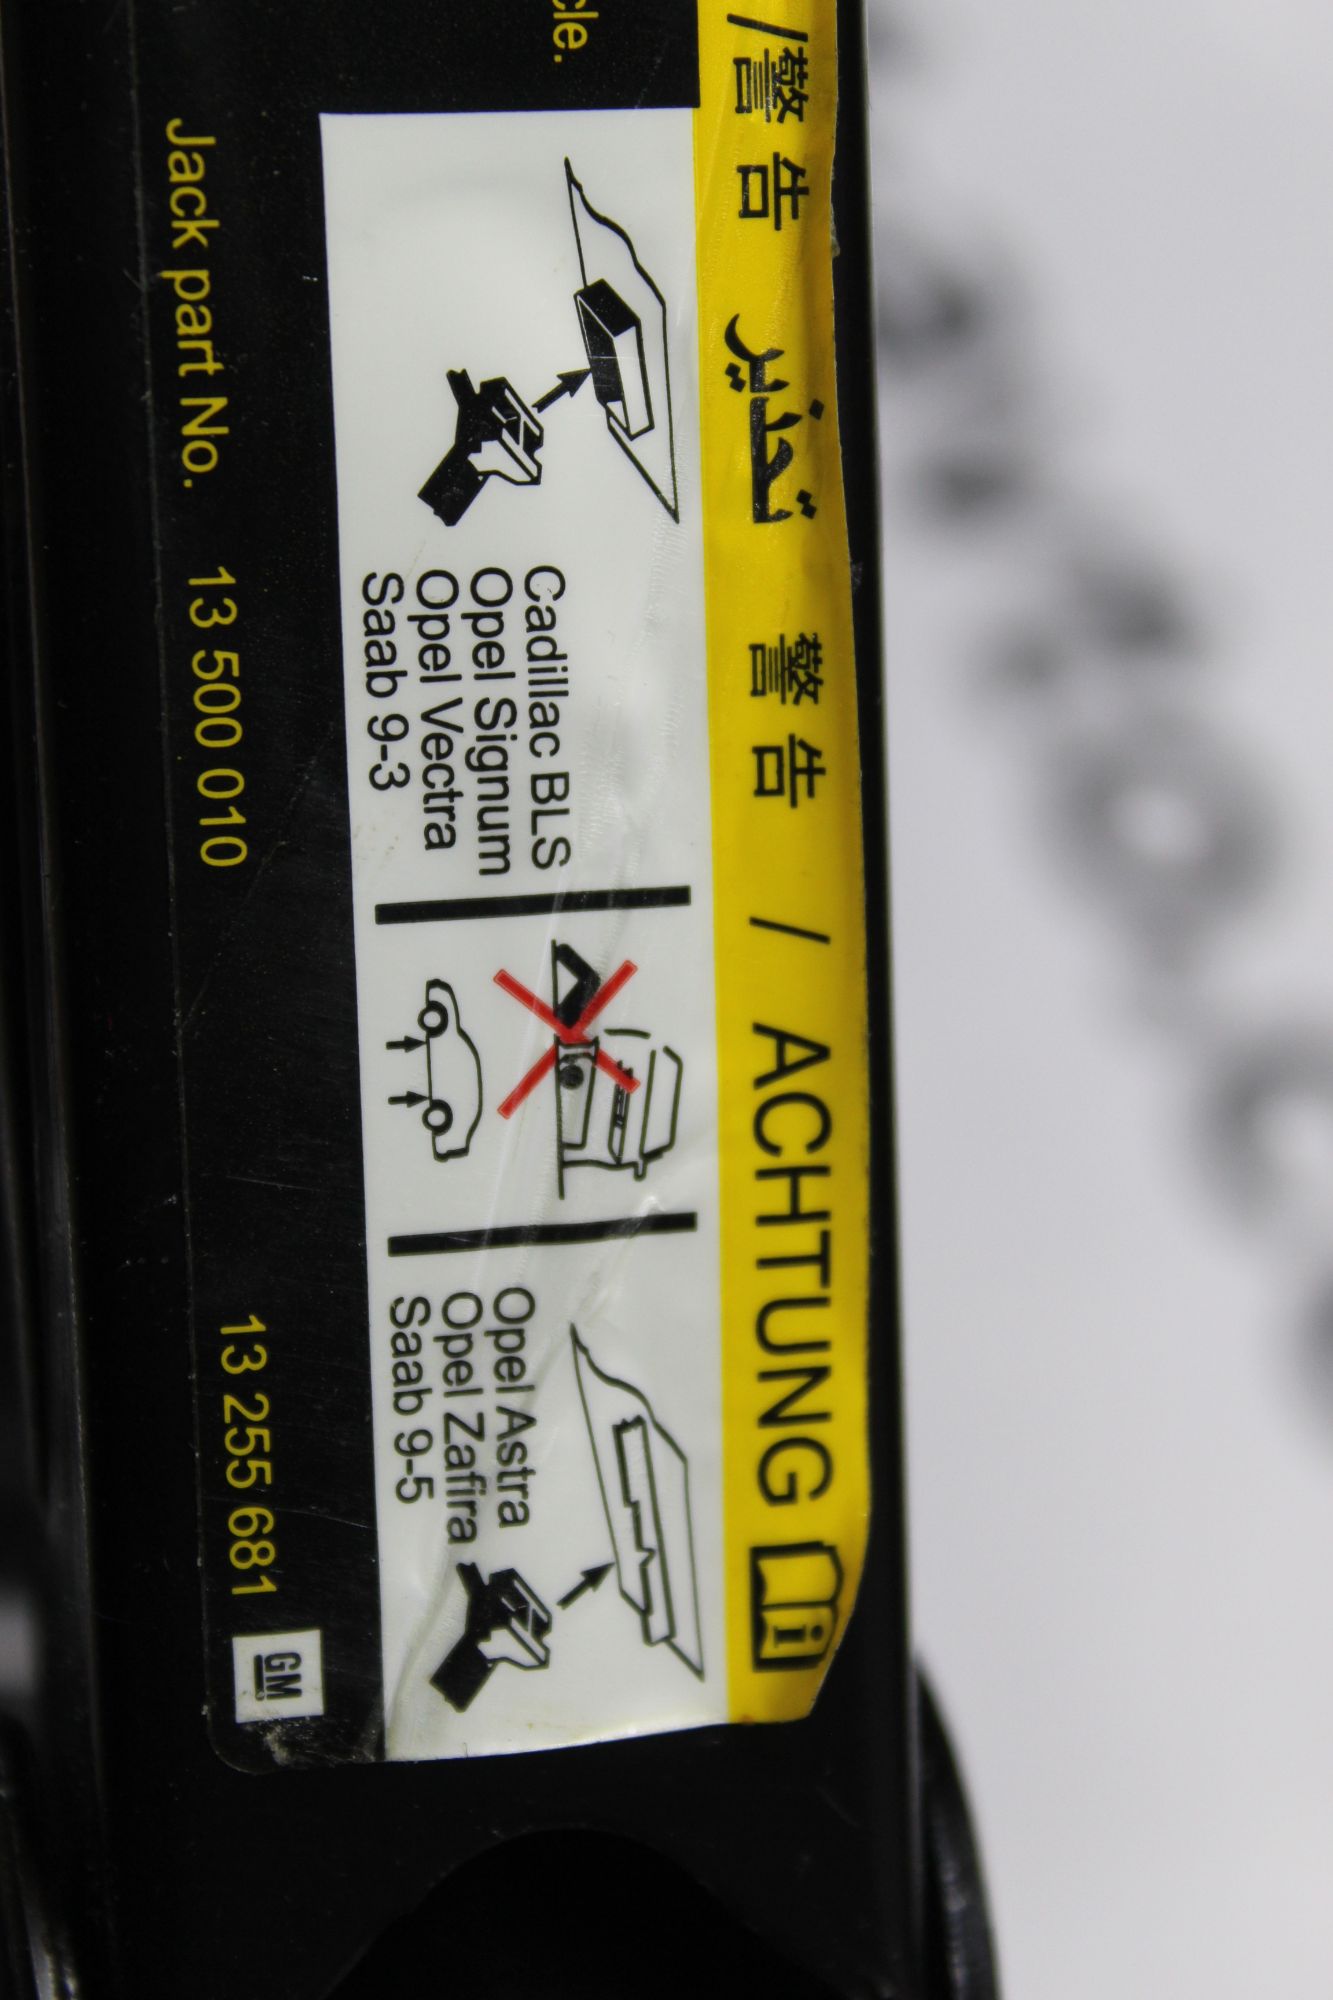 /警告 تحذير 警告 / ACHTUNG
cle.
Cadillac BLS
Opel Signum
Opel Vectra
Saab 9-3
Opel Astra
Opel Zafira
Saab 9-5
Jack part No. 13 500 010 13 255 681
GM